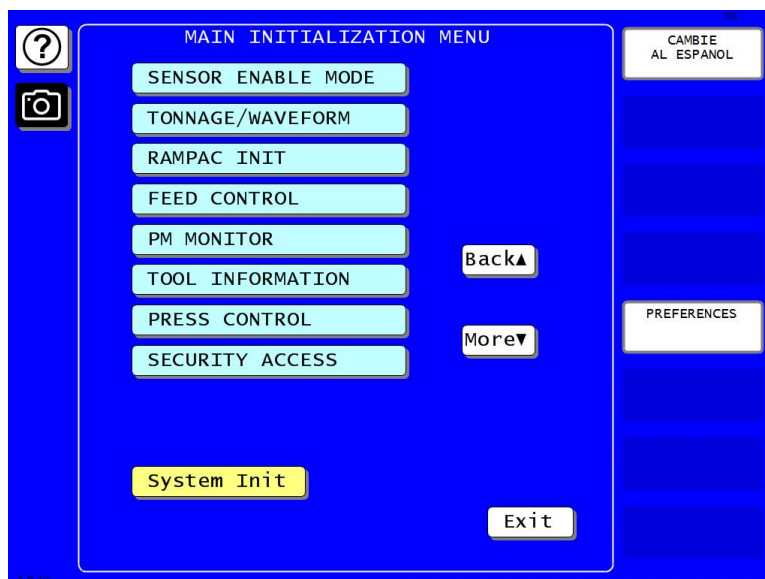 ?
MAIN INITIALIZATION MENU
SENSOR ENABLE MODE
TONNAGE/WAVEFORM
RAMPAC INIT
FEED CONTROL
PM MONITOR
TOOL INFORMATION
PRESS CONTROL
SECURITY ACCESS
Back▲
More▼
System Init
Exit
CAMBIE
AL ESPANOL
PREFERENCES